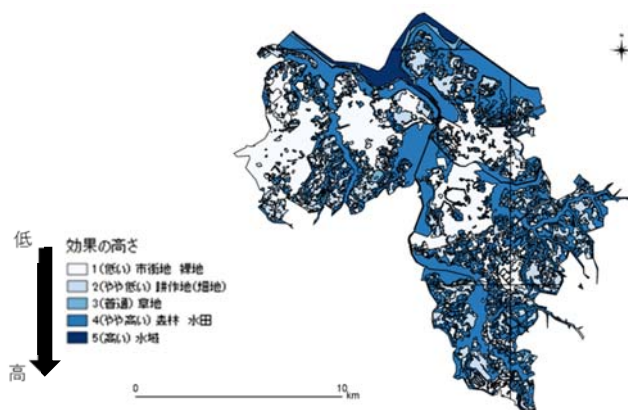 N
低
高
効果の高さ
1(低い) 市街地 裸地
2(やや低い) 耕作地(畑地)
3(普通) 草地
4(やや高い) 森林 水田
5(高い) 水域
0 10
km